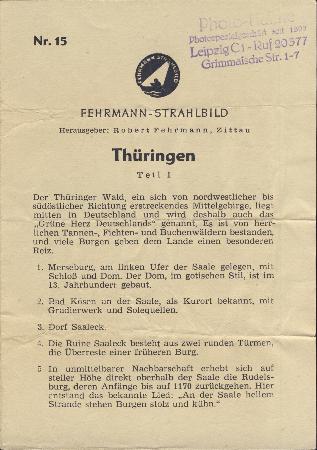 Nr. 15
Photo-
Photospezialgeschäft seit 1899
Leipzig C1 - Ruf 20577
Grimmaische Str. 1-7
FEHRMANN STRAHLBILD
FEHRMANN-STRAHLBILD
Herausgeber: Robert Fehrmann, Zittau
Thüringen
Teil I
Der Thüringer Wald, ein sich von nordwestlicher bis
südöstlicher Richtung erstreckendes Mittelgebirge, liegt
mitten in Deutschland und wird deshalb auch das
„Grüne Herz Deutschlands" genannt. Es ist von herr-
lichen Tannen-, Fichten- und Buchenwäldern bestanden,
und viele Burgen geben dem Lande einen besonderen
Reiz.
1. Merseburg, am linken Ufer der Saale gelegen, mit
Schloß und Dom. Der Dom, im gotischen Stil, ist im
13. Jahrhundert gebaut.
2. Bad Kösen an der Saale, als Kurort bekannt, mit
Gradierwerk und Solequellen.
3. Dorf Saaleck.
4. Die Ruine Saaleck besteht aus zwei runden Türmen,
die Überreste einer früheren Burg.
5. In unmittelbarer Nachbarschaft erhebt sich auf
steiler Höhe direkt oberhalb der Saale die Rudels-
burg, deren Anfänge bis auf 1170 zurückgehen. Hier
entstand das bekannte Lied: „An der Saale hellem
Strande stehen Burgen stolz und kühn".